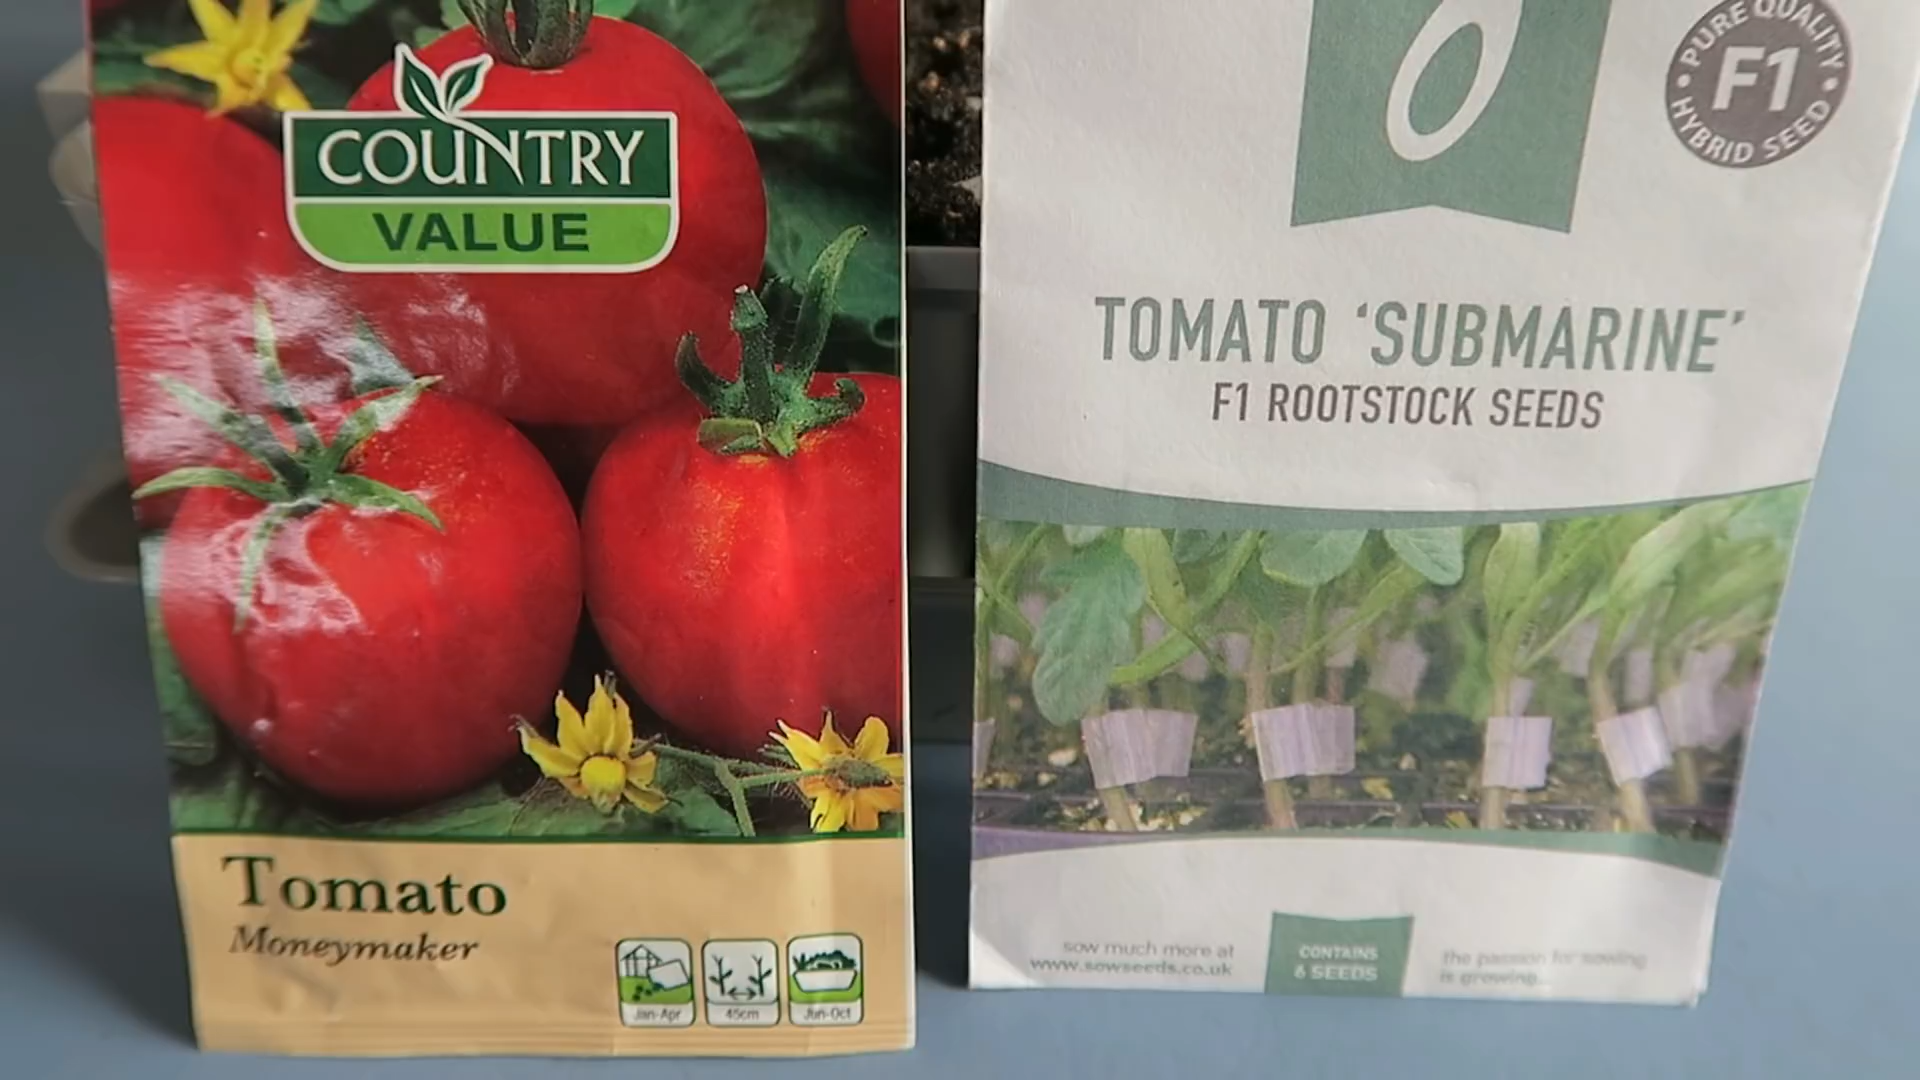 COUNTRY
VALUE
Tomato
Moneymaker
Jan-Apr
45cm
Jun-Oct
PURE QUALITY
F1
HYBRID SEED
TOMATO ‘SUBMARINE’
F1 ROOTSTOCK SEEDS
sow much more at
www.sowseeds.co.uk
CONTAINS
6 SEEDS
the passion for sowing
is growing...